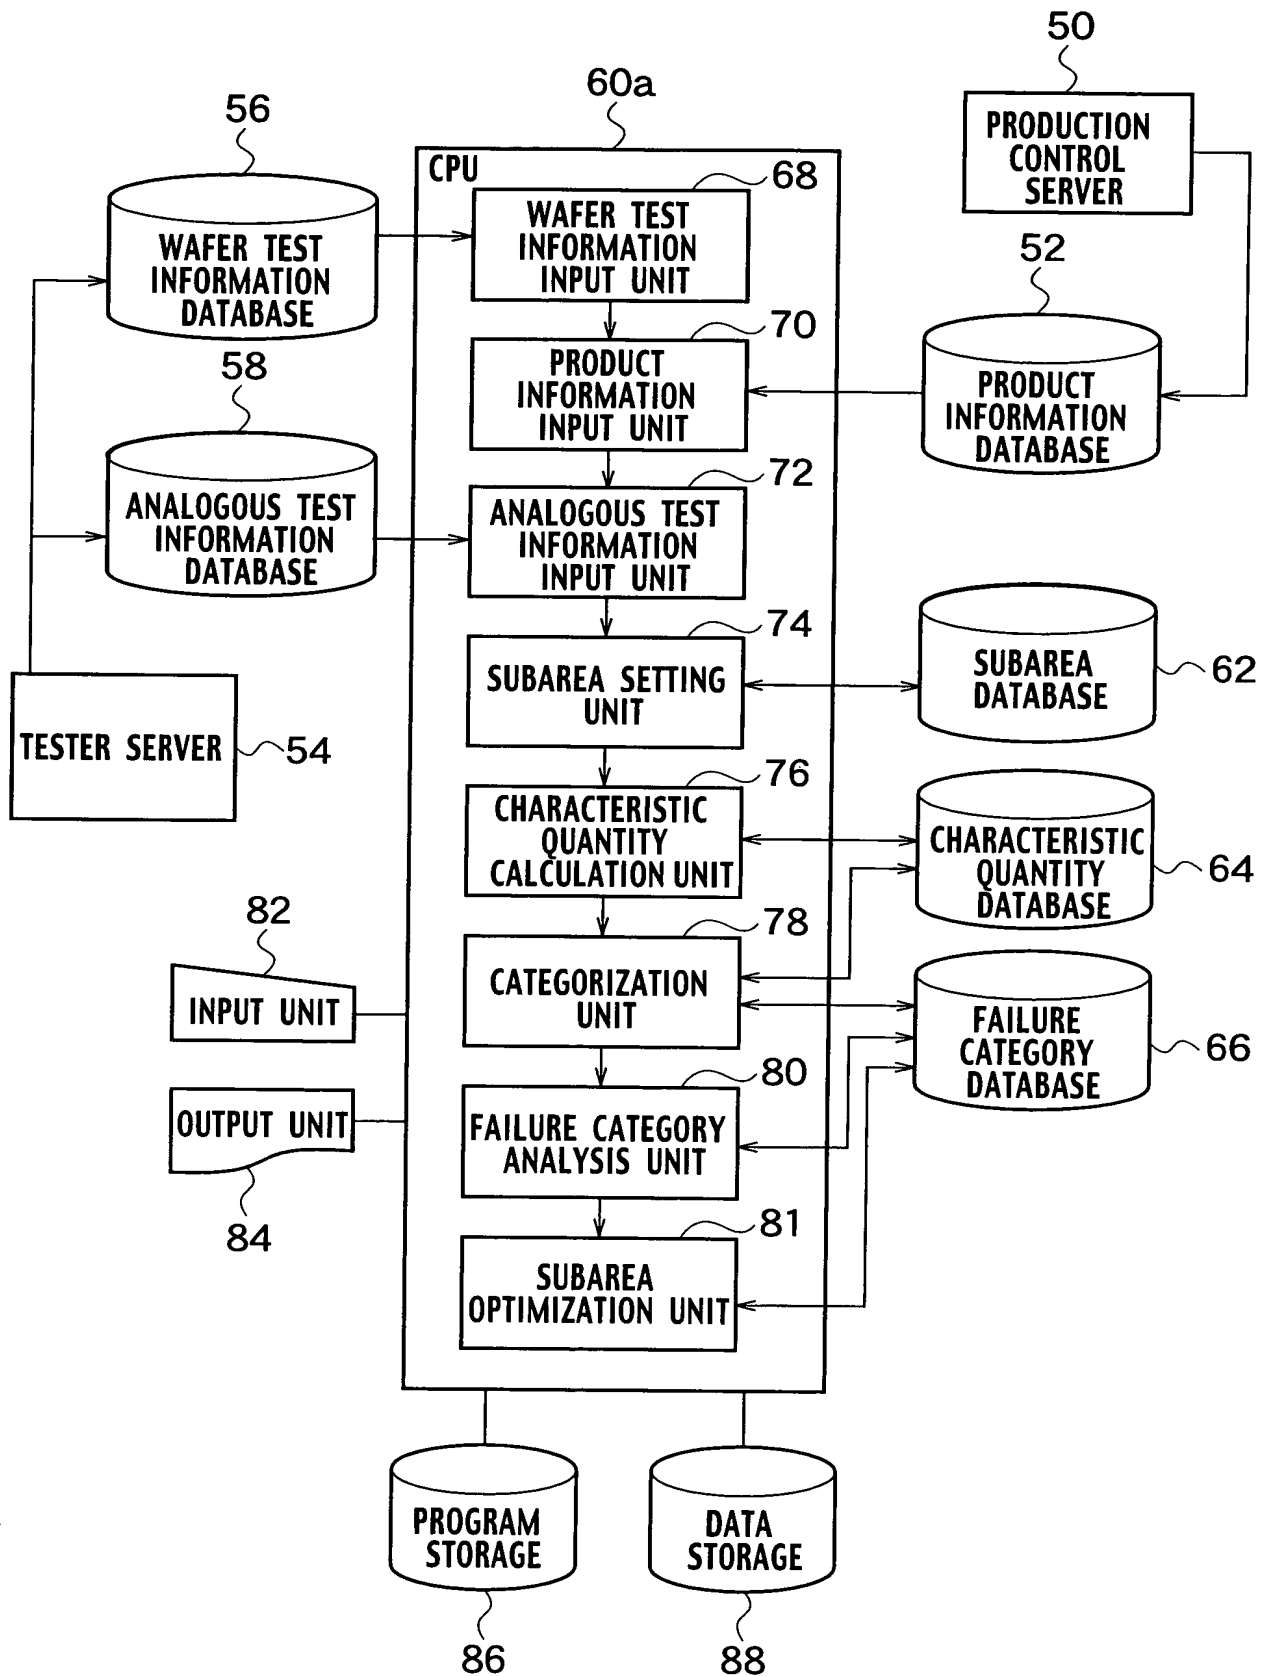 50
60a
56
PRODUCTION
CONTROL
SERVER
CPU
68
WAFER TEST
INFORMATION
INPUT UNIT
WAFER TEST
INFORMATION
DATABASE
52
70
58
PRODUCT
INFORMATION
INPUT UNIT
PRODUCT
INFORMATION
DATABASE
72
ANALOGOUS TEST
INFORMATION
DATABASE
ANALOGOUS TEST
INFORMATION
INPUT UNIT
74
SUBAREA SETTING
UNIT
SUBAREA
DATABASE
62
TESTER SERVER
54
76
CHARACTERISTIC
QUANTITY
CALCULATION UNIT
CHARACTERISTIC
QUANTITY
DATABASE
64
82
78
INPUT UNIT
CATEGORIZATION
UNIT
FAILURE
CATEGORY
DATABASE
66
80
OUTPUT UNIT
84
FAILURE CATEGORY
ANALYSIS UNIT
81
SUBAREA
OPTIMIZATION UNIT
PROGRAM
STORAGE
DATA
STORAGE
86
88